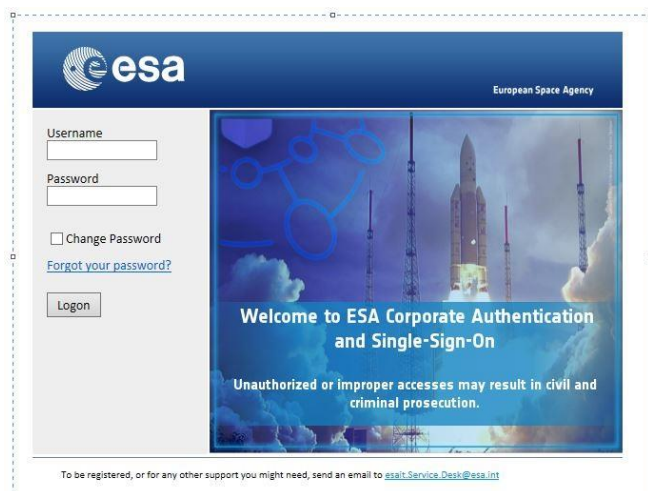 esa
European Space Agency
Username
Password
Change Password
Forgot your password?
Logon
Welcome to ESA Corporate Authentication
and Single-Sign-On
Unauthorized or improper accesses may result in civil and
criminal prosecution.
To be registered, or for any other support you might need, send an email to esait.Service.Desk@esa.int